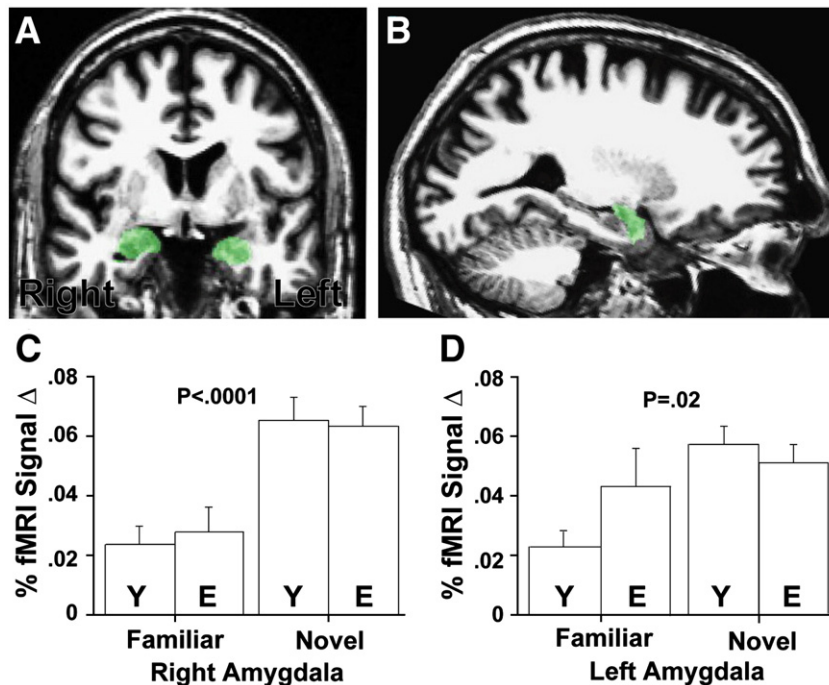 A
B
Right Left
C
D
.08
P<.0001
% fMRI Signal Δ
.06
.04
.02
0
Y E Y E
Familiar Novel
Right Amygdala
.08
P=.02
% fMRI Signal Δ
.06
.04
.02
0
Y E Y E
Familiar Novel
Left Amygdala